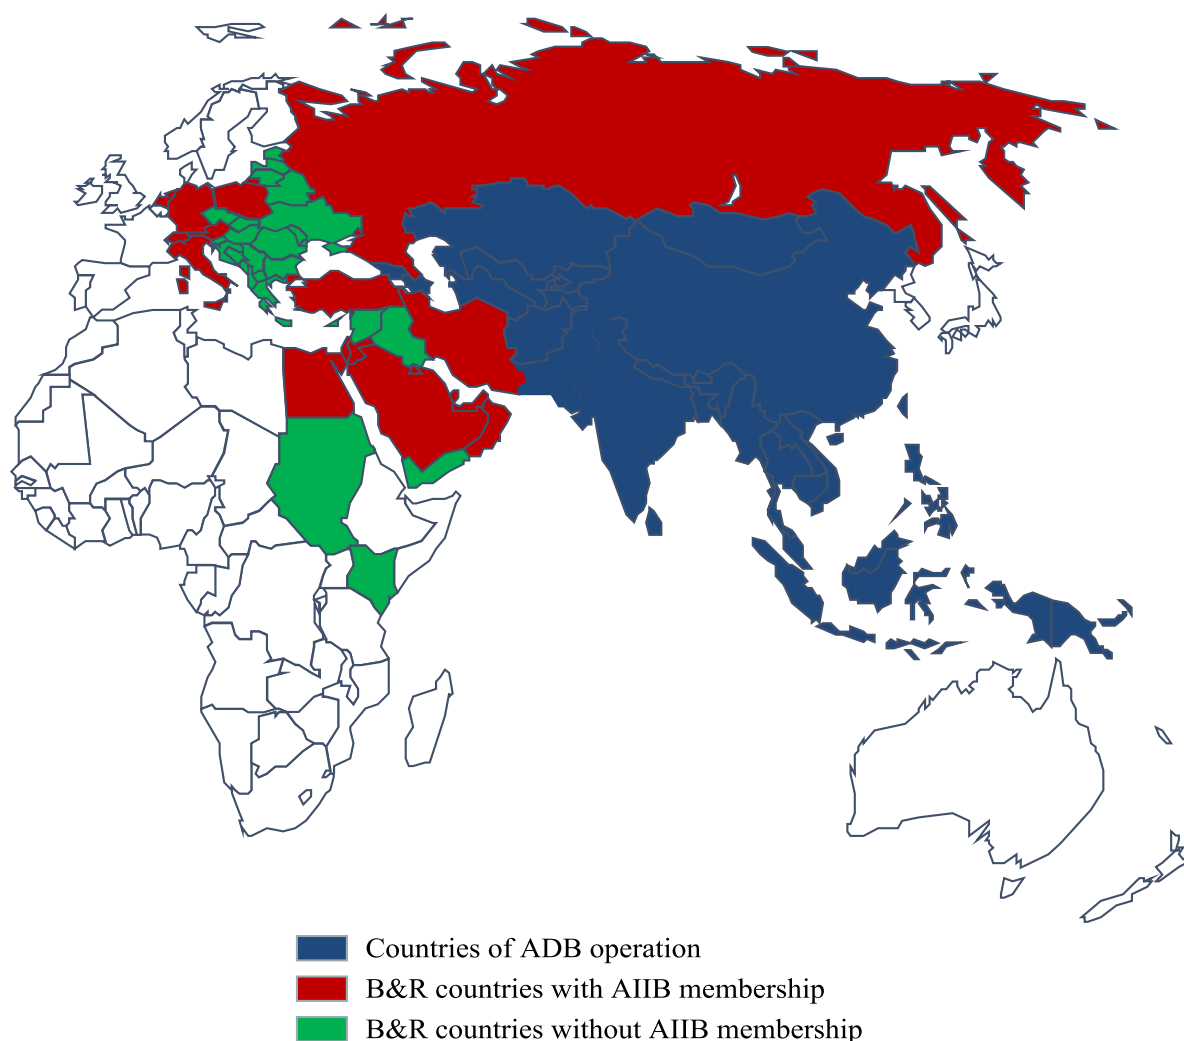 Countries of ADB operation
B&R countries with AIIB membership
B&R countries without AIIB membership